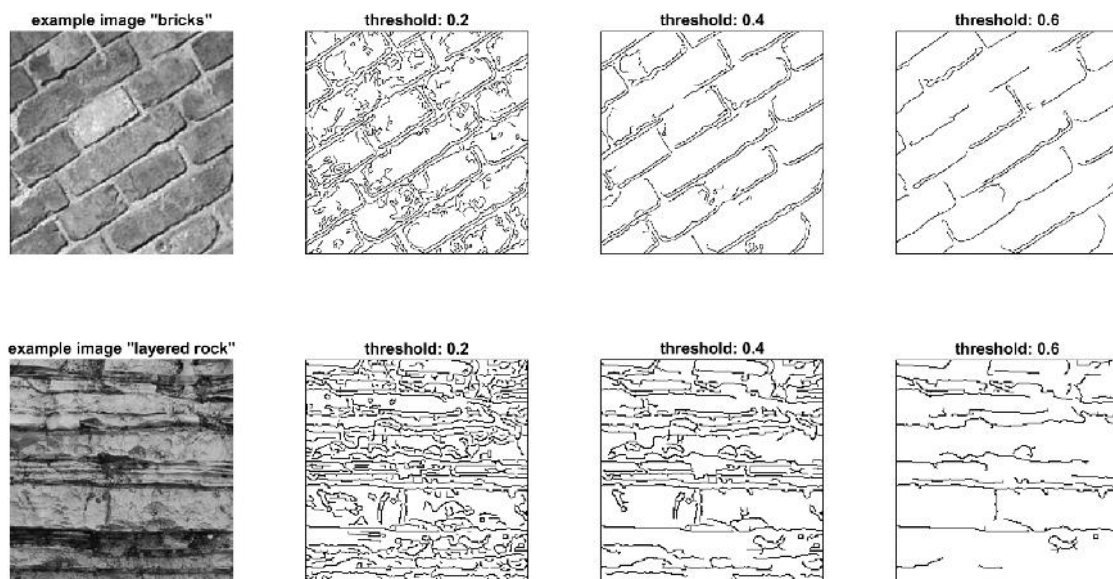 example image "bricks"
threshold: 0.2
threshold: 0.4
threshold: 0.6
example image "layered rock"
threshold: 0.2
threshold: 0.4
threshold: 0.6